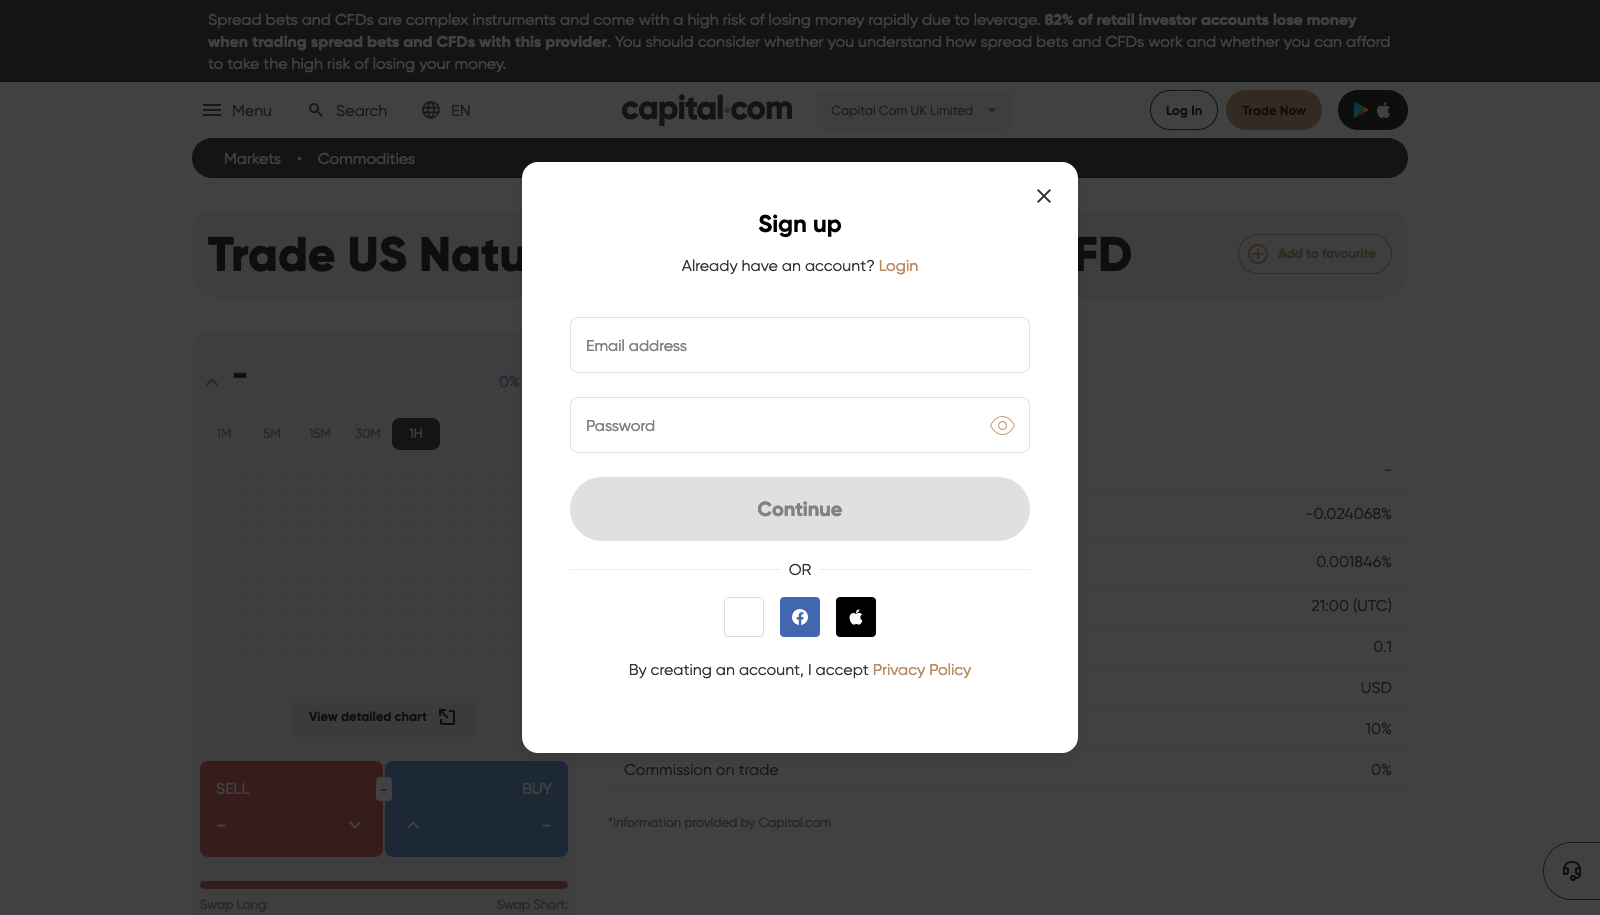 Spread bets and CFDs are complex instruments and come with a high risk of losing money rapidly due to leverage. 82% of retail investor accounts lose money
when trading spread bets and CFDs with this provider. You should consider whether you understand how spread bets and CFDs work and whether you can afford
to take the high risk of losing your money.
Menu Search EN capital.com Capital Com UK Limited Log In Trade Now
Markets • Commodities
Sign up
Trade US Natu FD Add to favourite
Already have an account? Login
Email address
0%
Password
1M 5M 15M 30M 1H
-
-0.024068%
Continue
0.001846%
OR
21:00 (UTC)
0.1
By creating an account, I accept Privacy Policy
USD
View detailed chart
10%
Commission on trade 0%
SELL - BUY
- -
*Information provided by Capital.com
Swap Long: Swap Short: